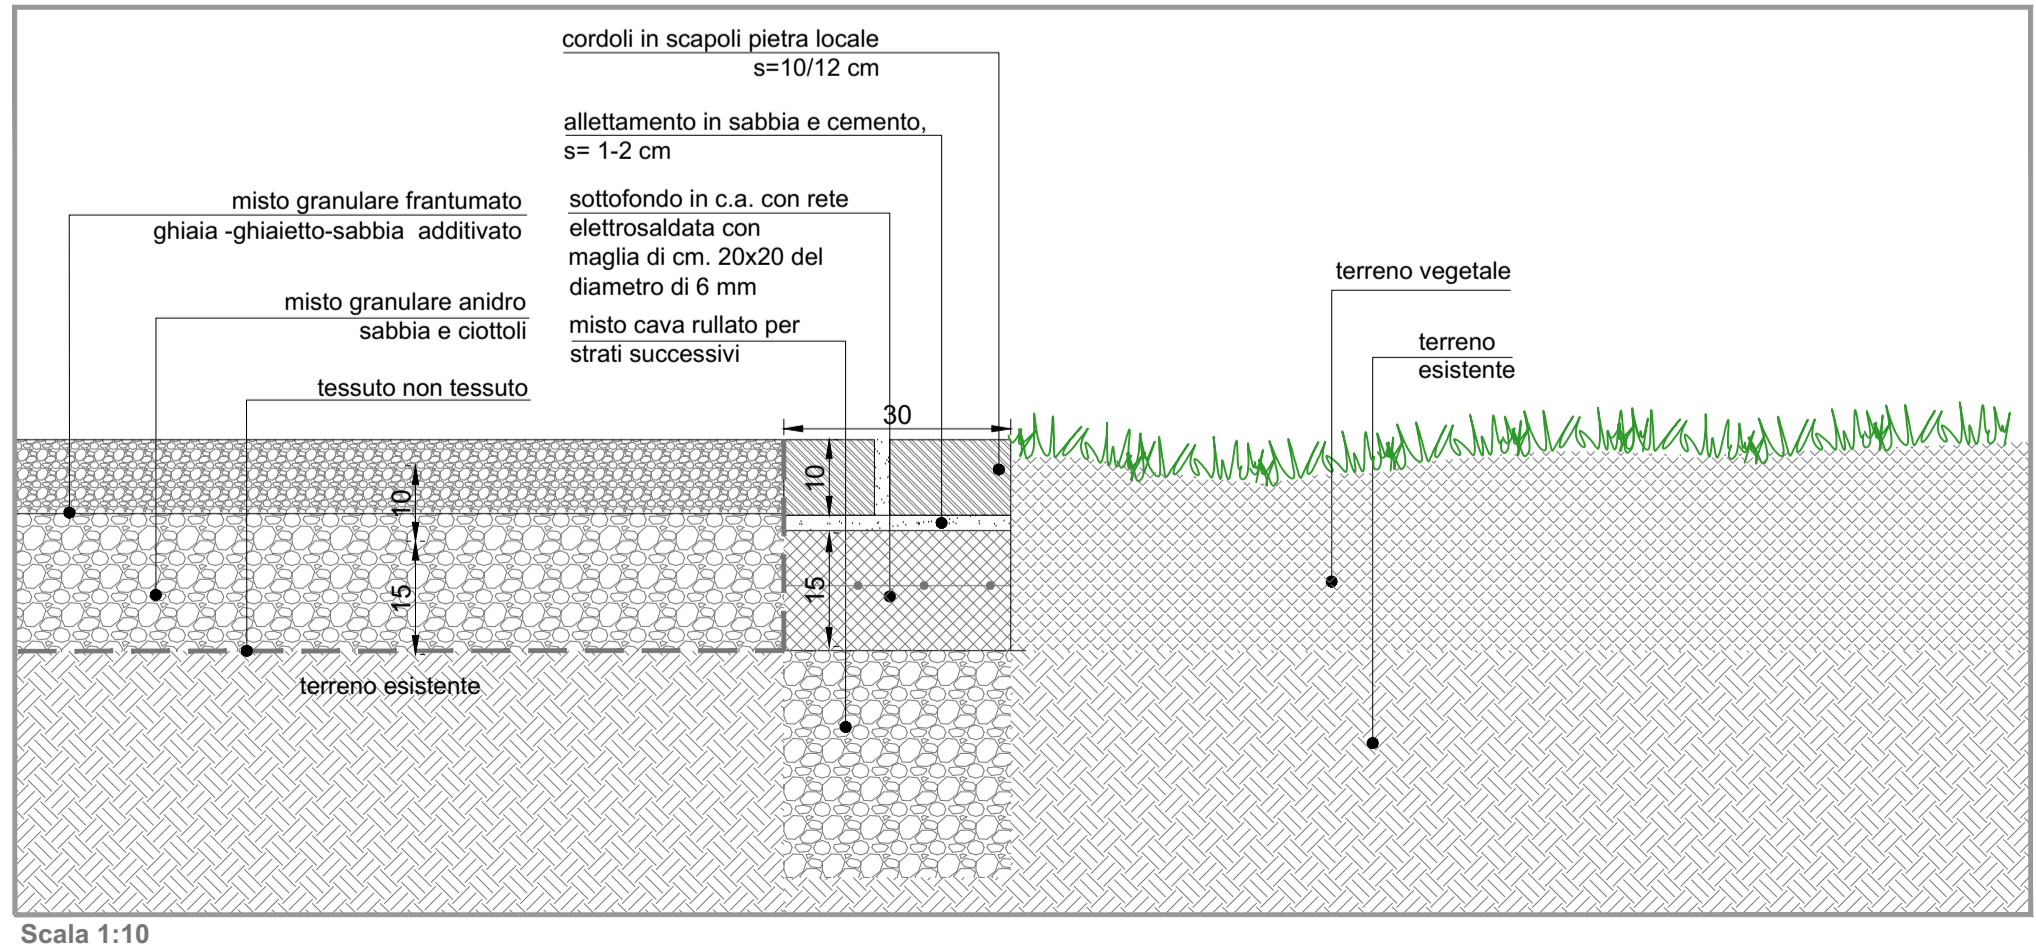 cordoli in scapoli pietra locale
s=10/12 cm
allettamento in sabbia e cemento,
s= 1-2 cm
misto granulare frantumato
ghiaia -ghiaietto-sabbia  additivato
sottofondo in c.a. con rete
elettrosaldata con
maglia di cm. 20x20 del
diametro di 6 mm
misto granulare anidro
sabbia e ciottoli
misto cava rullato per
strati successivi
tessuto non tessuto
terreno vegetale
terreno
esistente
30
10
10
15
15
terreno esistente
Scala 1:10